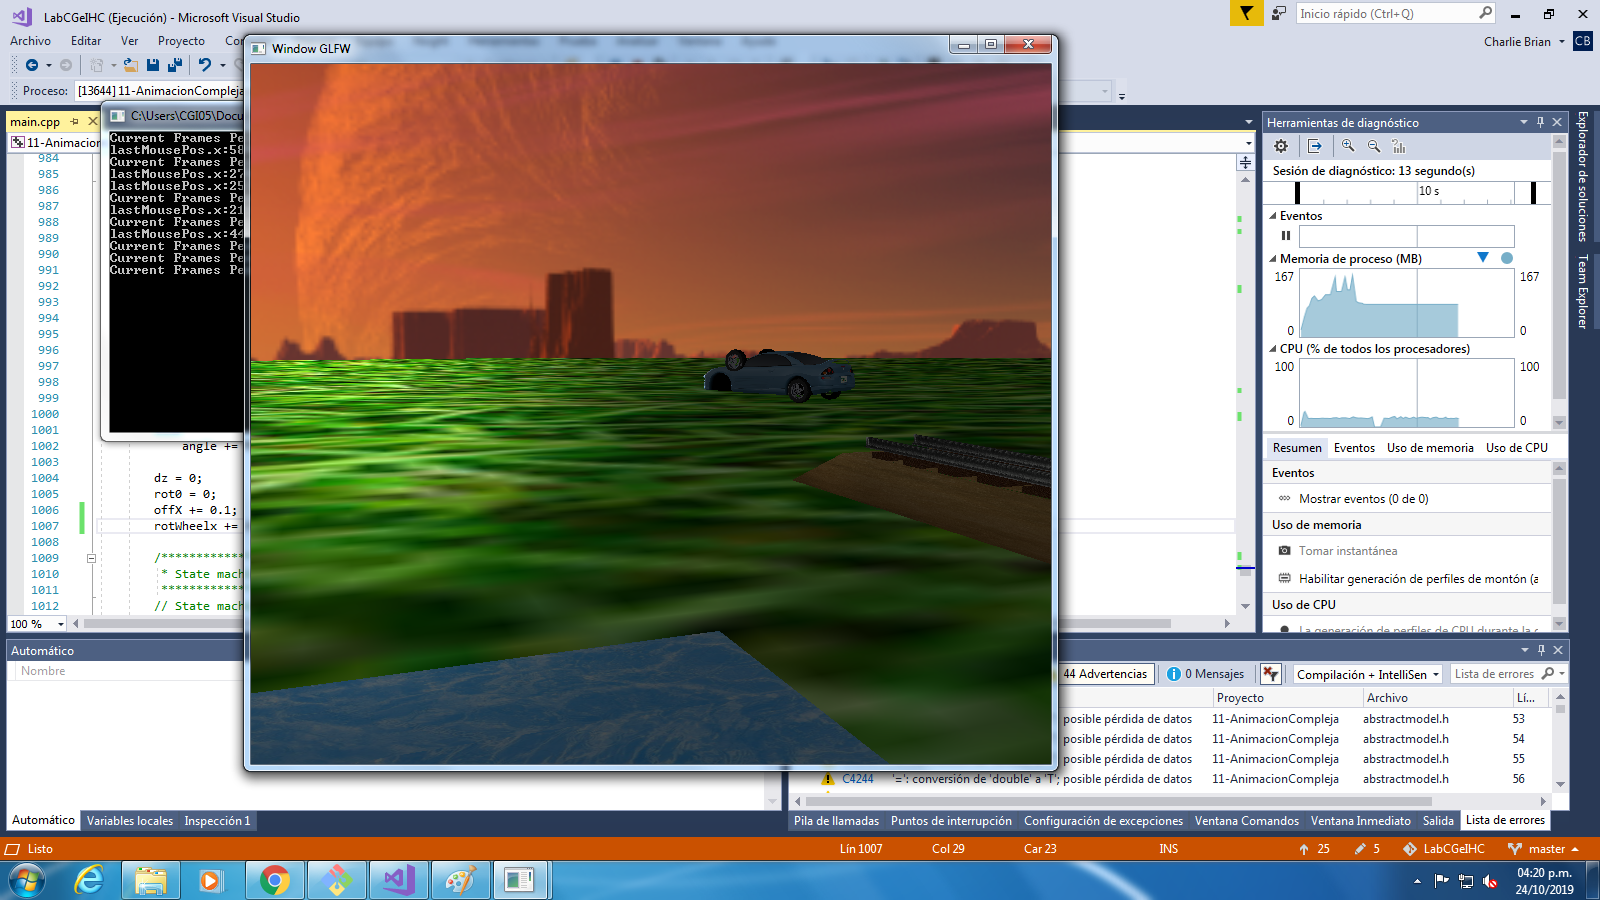 LabCGeIHC (Ejecución) - Microsoft Visual Studio
Inicio rápido (Ctrl+Q)
Archivo Editar Ver Proyecto
Charlie Brian CB
Window GLFW
Proceso: [13644] 11-AnimacionCompleja
C:\Users\CGI05\Docu
main.cpp
11-Animacion
Current Frames Pe
lastMousePos.x:58
Current Frames Pe
lastMousePos.x:27
lastMousePos.x:25
Current Frames Pe
lastMousePos.x:21
Current Frames Pe
lastMousePos.x:44
Current Frames Pe
Current Frames Pe
Current Frames Pe
984
985
986
987
988
989
990
991
992
993
994
995
996
997
998
999
1000
1001
1002 angle +=
1003
1004 dz = 0;
1005 rot0 = 0;
1006 offX += 0.1;
1007 rotWheelx +=
1008
1009 /*************
1010 * State mach
1011 *************
1012 // State mach
100 %
Herramientas de diagnóstico
Sesión de diagnóstico: 13 segundo(s)
10 s
Eventos
Memoria de proceso (MB)
167 167
0 0
CPU (% de todos los procesadores)
100 100
0 0
Resumen Eventos Uso de memoria Uso de CPU
Eventos
Mostrar eventos (0 de 0)
Uso de memoria
Tomar instantánea
Habilitar generación de perfiles de montón (a
Uso de CPU
La generación de perfiles de CPU durante la
Explorador de soluciones
Team Explorer
Automático
Nombre
Automático Variables locales Inspección 1
44 Advertencias 0 Mensajes Compilación + IntelliSen Lista de errores
Proyecto Archivo Lí...
posible pérdida de datos 11-AnimacionCompleja abstractmodel.h 53
posible pérdida de datos 11-AnimacionCompleja abstractmodel.h 54
posible pérdida de datos 11-AnimacionCompleja abstractmodel.h 55
C4244 '=': conversión de 'double' a 'T'; posible pérdida de datos 11-AnimacionCompleja abstractmodel.h 56
Pila de llamadas Puntos de interrupción Configuración de excepciones Ventana Comandos Ventana Inmediato Salida Lista de errores
Listo Lín 1007 Col 29 Car 23 INS 25 5 LabCGeIHC master
04:20 p.m.
24/10/2019